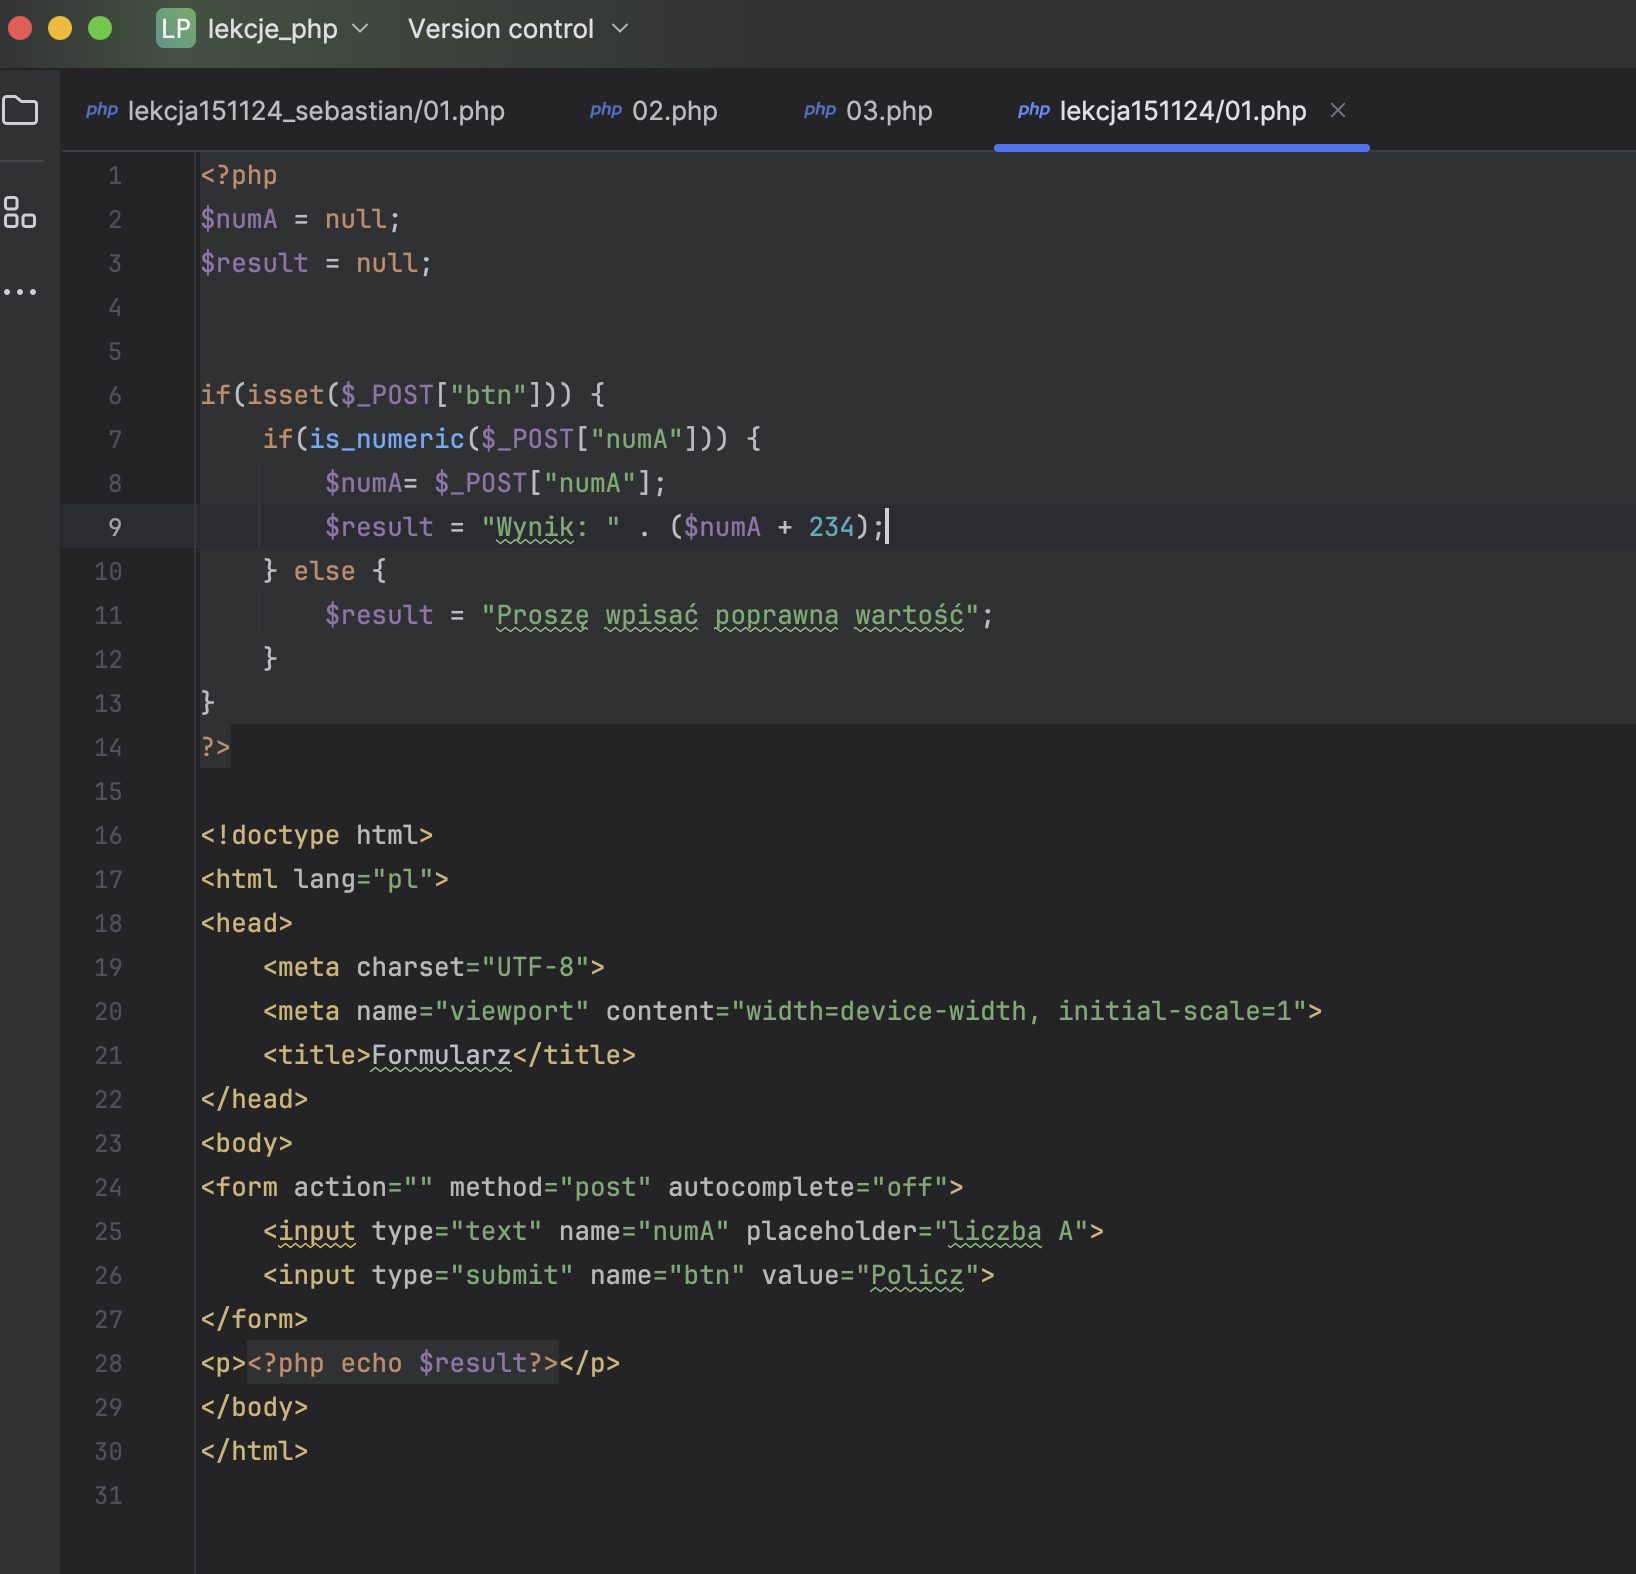 LP lekcje_php Version control
php lekcja151124_sebastian/01.php php 02.php php 03.php php lekcja151124/01.php
1 <?php
2 $numA = null;
3 $result = null;
4
5
6 if(isset($_POST["btn"])) {
7 if(is_numeric($_POST["numA"])) {
8 $numA= $_POST["numA"];
9 $result = "Wynik: " . ($numA + 234);
10 } else {
11 $result = "Proszę wpisać poprawna wartość";
12 }
13 }
14 ?>
15
16 <!doctype html>
17 <html lang="pl">
18 <head>
19 <meta charset="UTF-8">
20 <meta name="viewport" content="width=device-width, initial-scale=1">
21 <title>Formularz</title>
22 </head>
23 <body>
24 <form action="" method="post" autocomplete="off">
25 <input type="text" name="numA" placeholder="liczba A">
26 <input type="submit" name="btn" value="Policz">
27 </form>
28 <p><?php echo $result?></p>
29 </body>
30 </html>
31